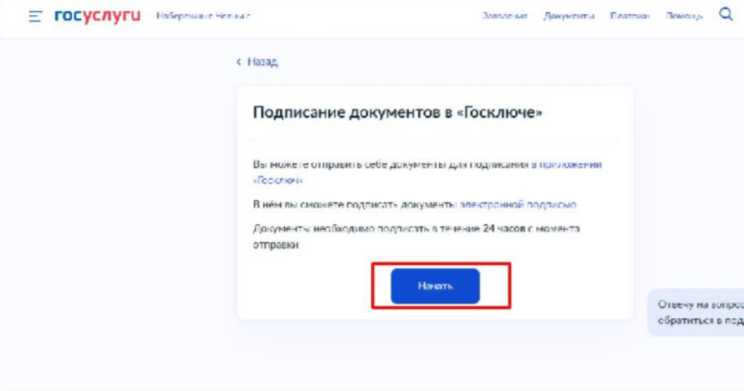 госуслуги Набережные Челны Заявления Документы Платежи Помощь
Назад
Подписание документов в «Госключе»
Вы можете отправить себе документы для подписания в приложении
«Госключ»
В нём вы сможете подписать документы электронной подписью
Документы необходимо подписать в течение 24 часов с момента
отправки
Начать
Отвечу на вопрос
обратиться в под